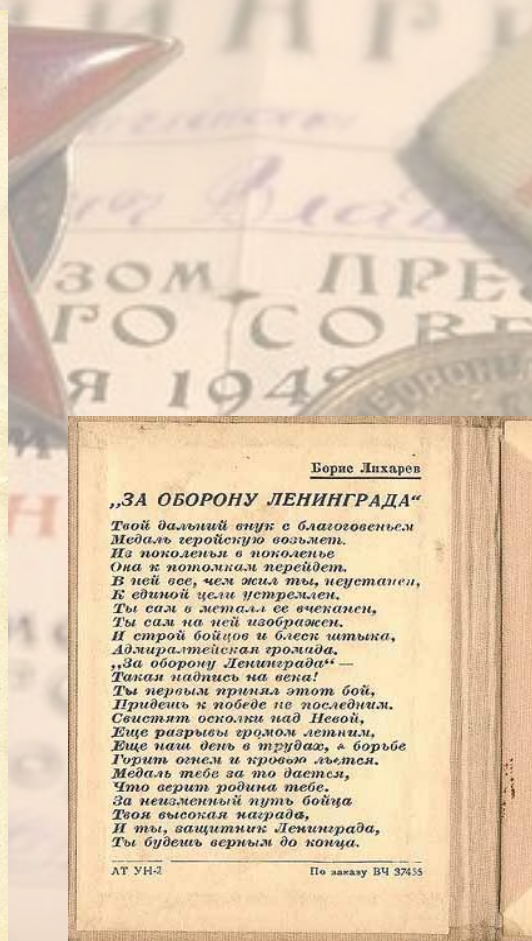 ЗОМ, ПРЕ
ГО СОВЕ
Я 1948
Борис Лихарев
„ЗА ОБОРОНУ ЛЕНИНГРАДА“
Твой дальний внук с благоговеньем
Медаль геройскую возьмет.
Из поколенья в поколенье
Она к потомкам перейдет.
В ней все, чем жил ты, неустанен,
К единой цели устремлен.
Ты сам в металл ее вчеканен,
Ты сам на ней изображен.
И строй бойцов и блеск штыка,
Адмиралтейская громада.
„За оборону Ленинграда“ —
Такая надпись на века!
Ты первым принял этот бой,
Придешь к победе не последним.
Свистят осколки над Невой,
Еще разрывы громом летним,
Еще наш день в трудах, в борьбе
Горит огнем и кровью льется.
Медаль тебе за то дается,
Что верит родина тебе.
За неизменный путь бойца
Твоя высокая награда,
И ты, защитник Ленинграда,
Ты будешь верным до конца.
АТ УН-2 По заказу ВЧ 37455